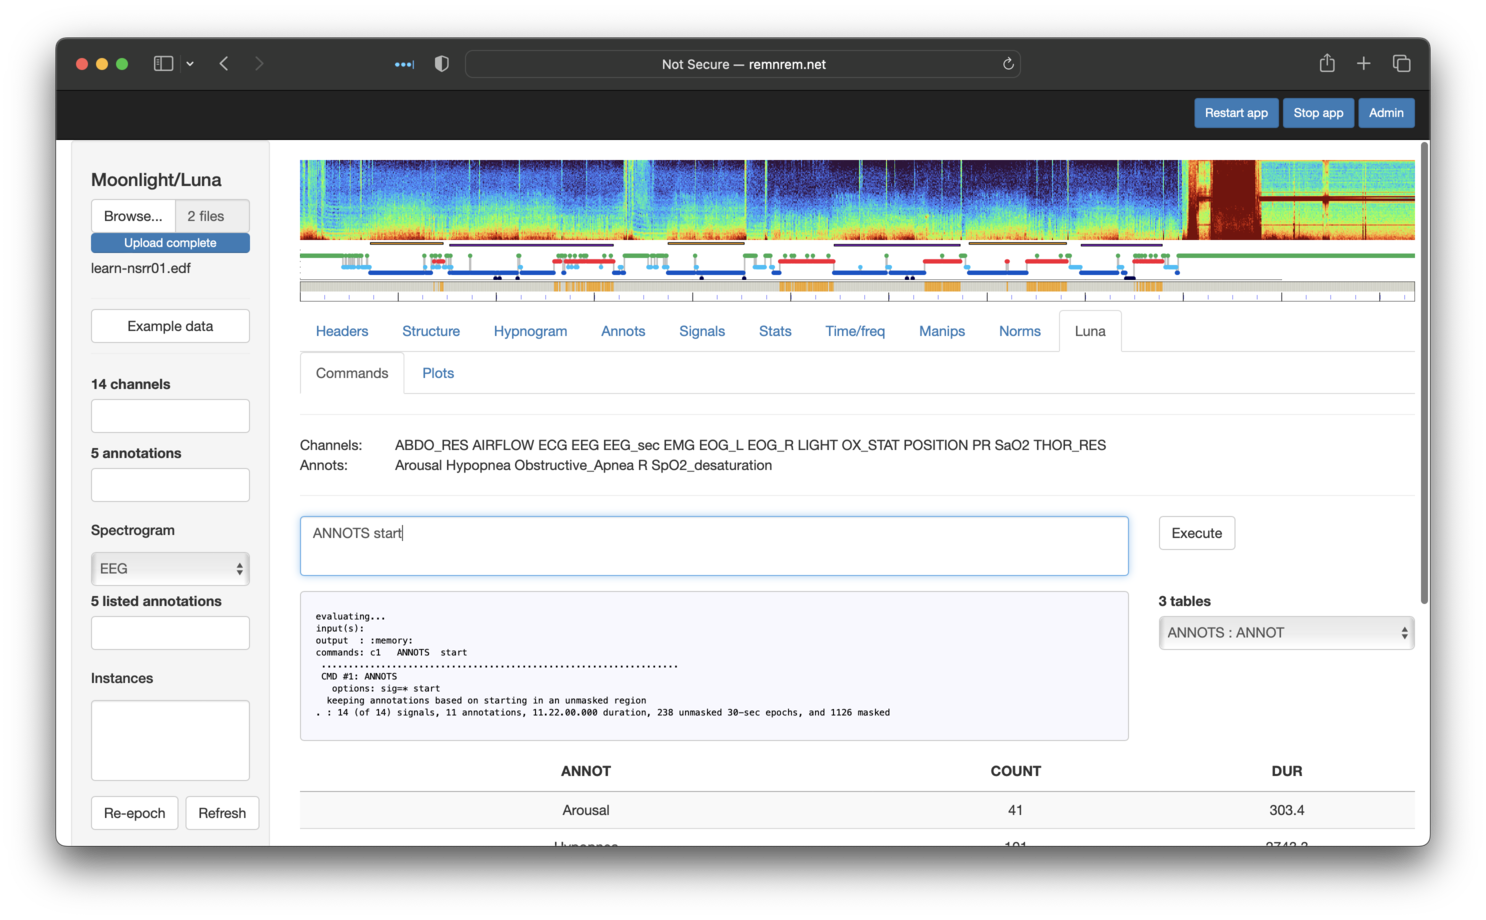 Not Secure — remnrem.net
Restart app
Stop app
Admin
Moonlight/Luna
Browse...
2 files
Upload complete
learn-nsrr01.edf
Example data
14 channels
5 annotations
Spectrogram
EEG
5 listed annotations
Instances
Re-epoch
Refresh
Headers
Structure
Hypnogram
Annots
Signals
Stats
Time/freq
Manips
Norms
Luna
Commands
Plots
Channels: ABDO_RES AIRFLOW ECG EEG EEG_sec EMG EOG_L EOG_R LIGHT OX_STAT POSITION PR SaO2 THOR_RES
Annots: Arousal Hypopnea Obstructive_Apnea R SpO2_desaturation
ANNOTS start
Execute
evaluating...
input(s):
output : :memory:
commands: c1 ANNOTS start
..................................................................
CMD #1: ANNOTS
options: sig=* start
keeping annotations based on starting in an unmasked region
. : 14 (of 14) signals, 11 annotations, 11.22.00.000 duration, 238 unmasked 30-sec epochs, and 1126 masked
3 tables
ANNOTS : ANNOT
ANNOT COUNT DUR
Arousal 41 303.4